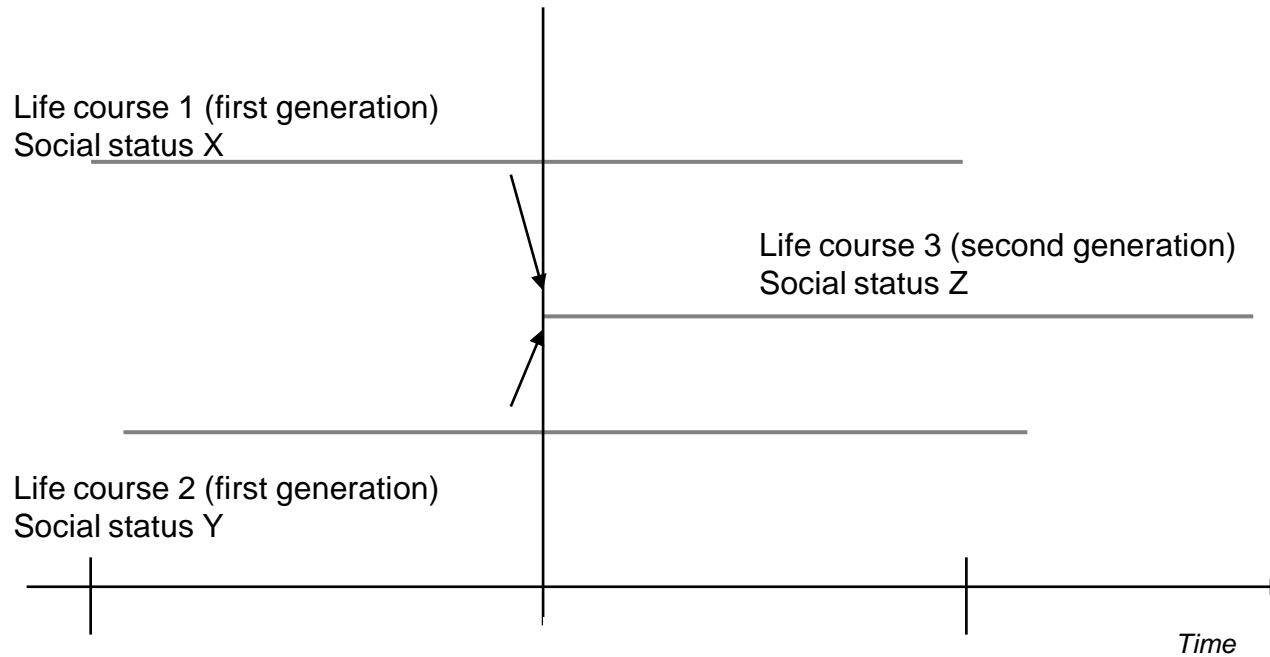 Life course 1 (first generation)
Social status X
Life course 3 (second generation)
Social status Z
Life course 2 (first generation)
Social status Y
Time